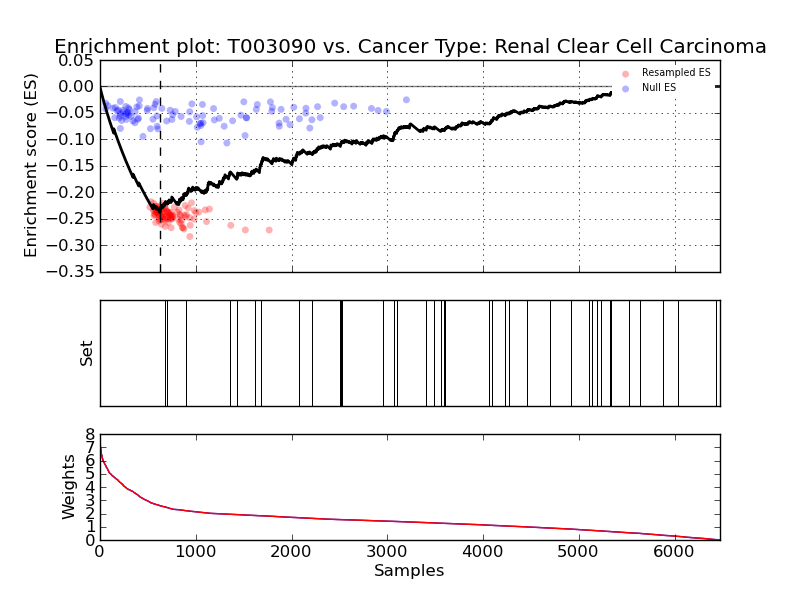 Enrichment plot: T003090 vs. Cancer Type: Renal Clear Cell Carcinoma
0.05
0.00
−0.05
−0.10
−0.15
−0.20
−0.25
−0.30
−0.35
Enrichment score (ES)
Resampled ES
Null ES
Set
8
7
6
5
4
3
2
1
0
Weights
0 1000 2000 3000 4000 5000 6000
Samples